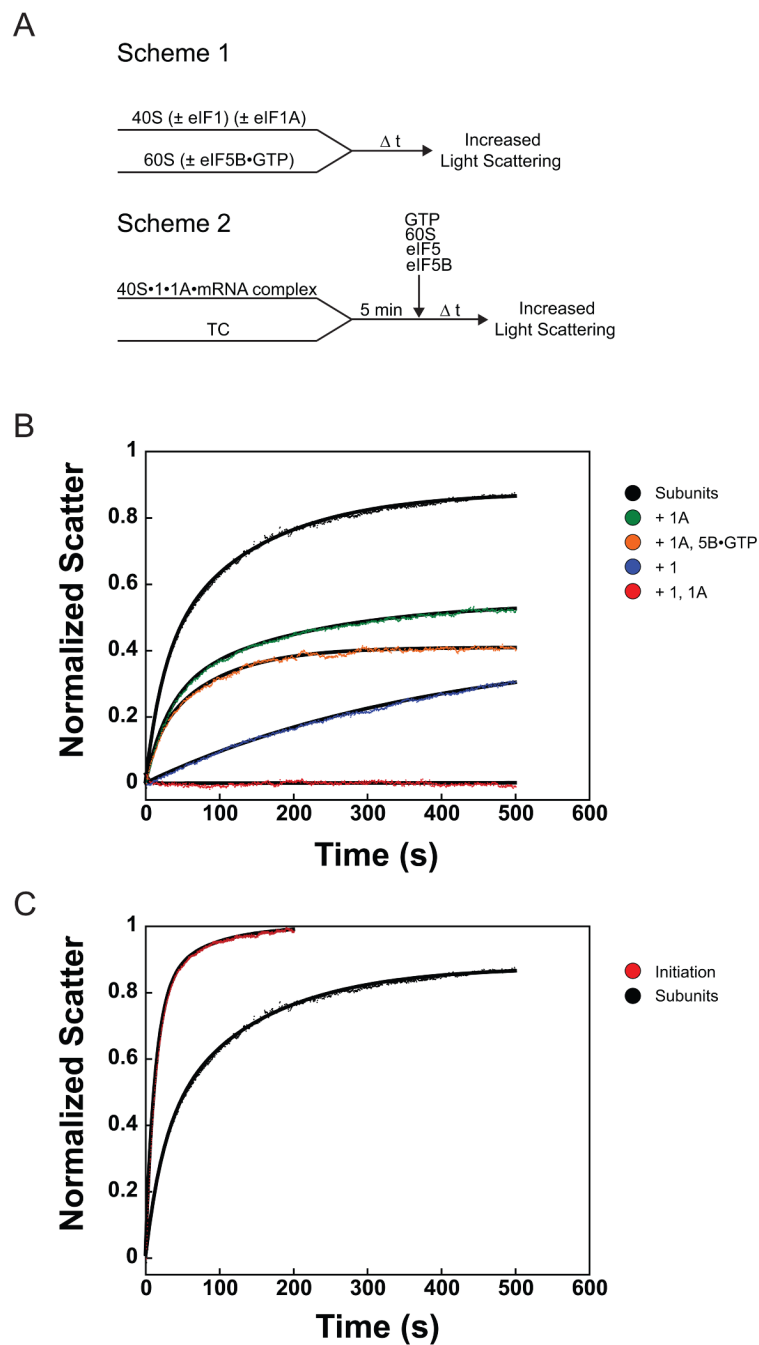 A
Scheme 1
40S (± eIF1) (± eIF1A)
60S (± eIF5B•GTP)
Δ t
Increased
Light Scattering
Scheme 2
GTP
60S
eIF5
eIF5B
40S•1•1A•mRNA complex
TC
5 min
Δ t
Increased
Light Scattering
B
Normalized Scatter
1
0.8
0.6
0.4
0.2
0
0 100 200 300 400 500 600
Time (s)
Subunits
+ 1A
+ 1A, 5B•GTP
+ 1
+ 1, 1A
C
Normalized Scatter
1
0.8
0.6
0.4
0.2
0
0 100 200 300 400 500 600
Time (s)
Initiation
Subunits